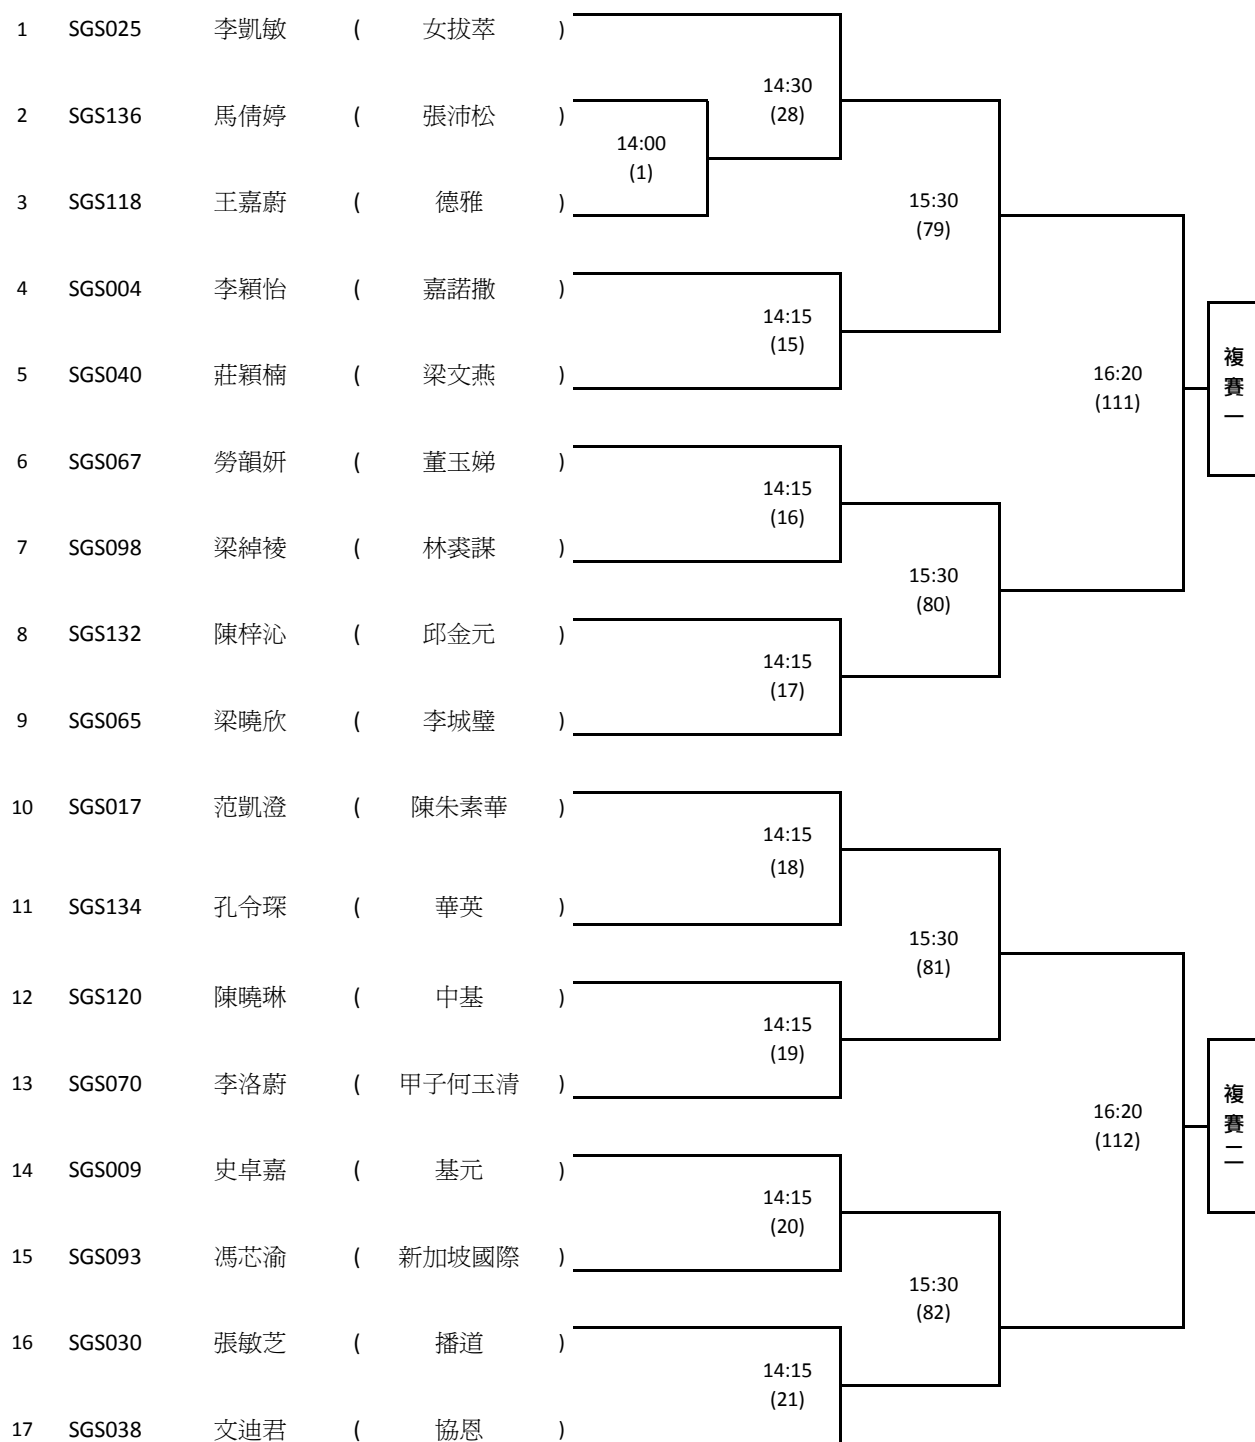 1 SGS025 李凱敏 ( 女拔萃 )
14:30
2 SGS136 馬倩婷 ( 張沛松 ) (28)
14:00
(1)
3 SGS118 王嘉蔚 ( 德雅 ) 15:30
(79)
4 SGS004 李穎怡 ( 嘉諾撒 )
14:15
(15)
5 SGS040 莊穎楠 ( 梁文燕 ) 16:20
(111)
複賽一
6 SGS067 勞韻妍 ( 董玉娣 )
14:15
(16)
7 SGS098 梁綽䘵 ( 林裘謀 )
15:30
(80)
8 SGS132 陳梓沁 ( 邱金元 )
14:15
(17)
9 SGS065 梁曉欣 ( 李城璧 )
10 SGS017 范凱澄 ( 陳朱素華 )
14:15
(18)
11 SGS134 孔令琛 ( 華英 )
15:30
(81)
12 SGS120 陳曉琳 ( 中基 )
14:15
(19)
13 SGS070 李洛蔚 ( 甲子何玉清 )
16:20
(112)
複賽二
14 SGS009 史卓嘉 ( 基元 )
14:15
(20)
15 SGS093 馮芯渝 ( 新加坡國際 )
15:30
(82)
16 SGS030 張敏芝 ( 播道 )
14:15
(21)
17 SGS038 文迪君 ( 協恩 )